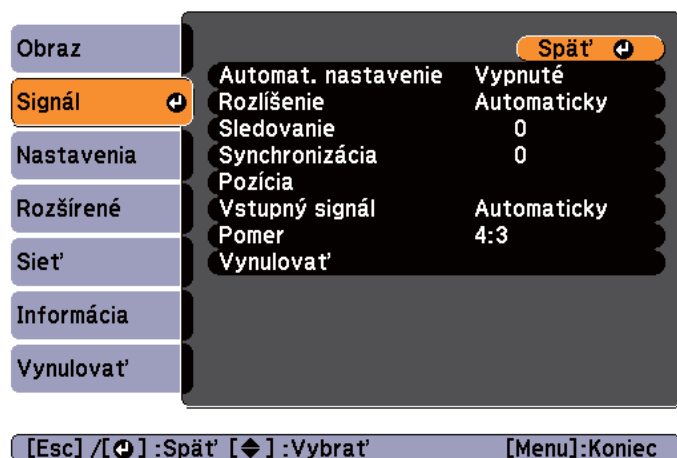 Obraz
Signál
Nastavenia
Rozšírené
Sieť
Informácia
Vynulovať
Späť
Automat. nastavenie Vypnuté
Rozlíšenie Automaticky
Sledovanie 0
Synchronizácia 0
Pozícia
Vstupný signál Automaticky
Pomer 4:3
Vynulovať
[Esc] /[⏎] :Späť [◆] :Vybrať [Menu]:Koniec